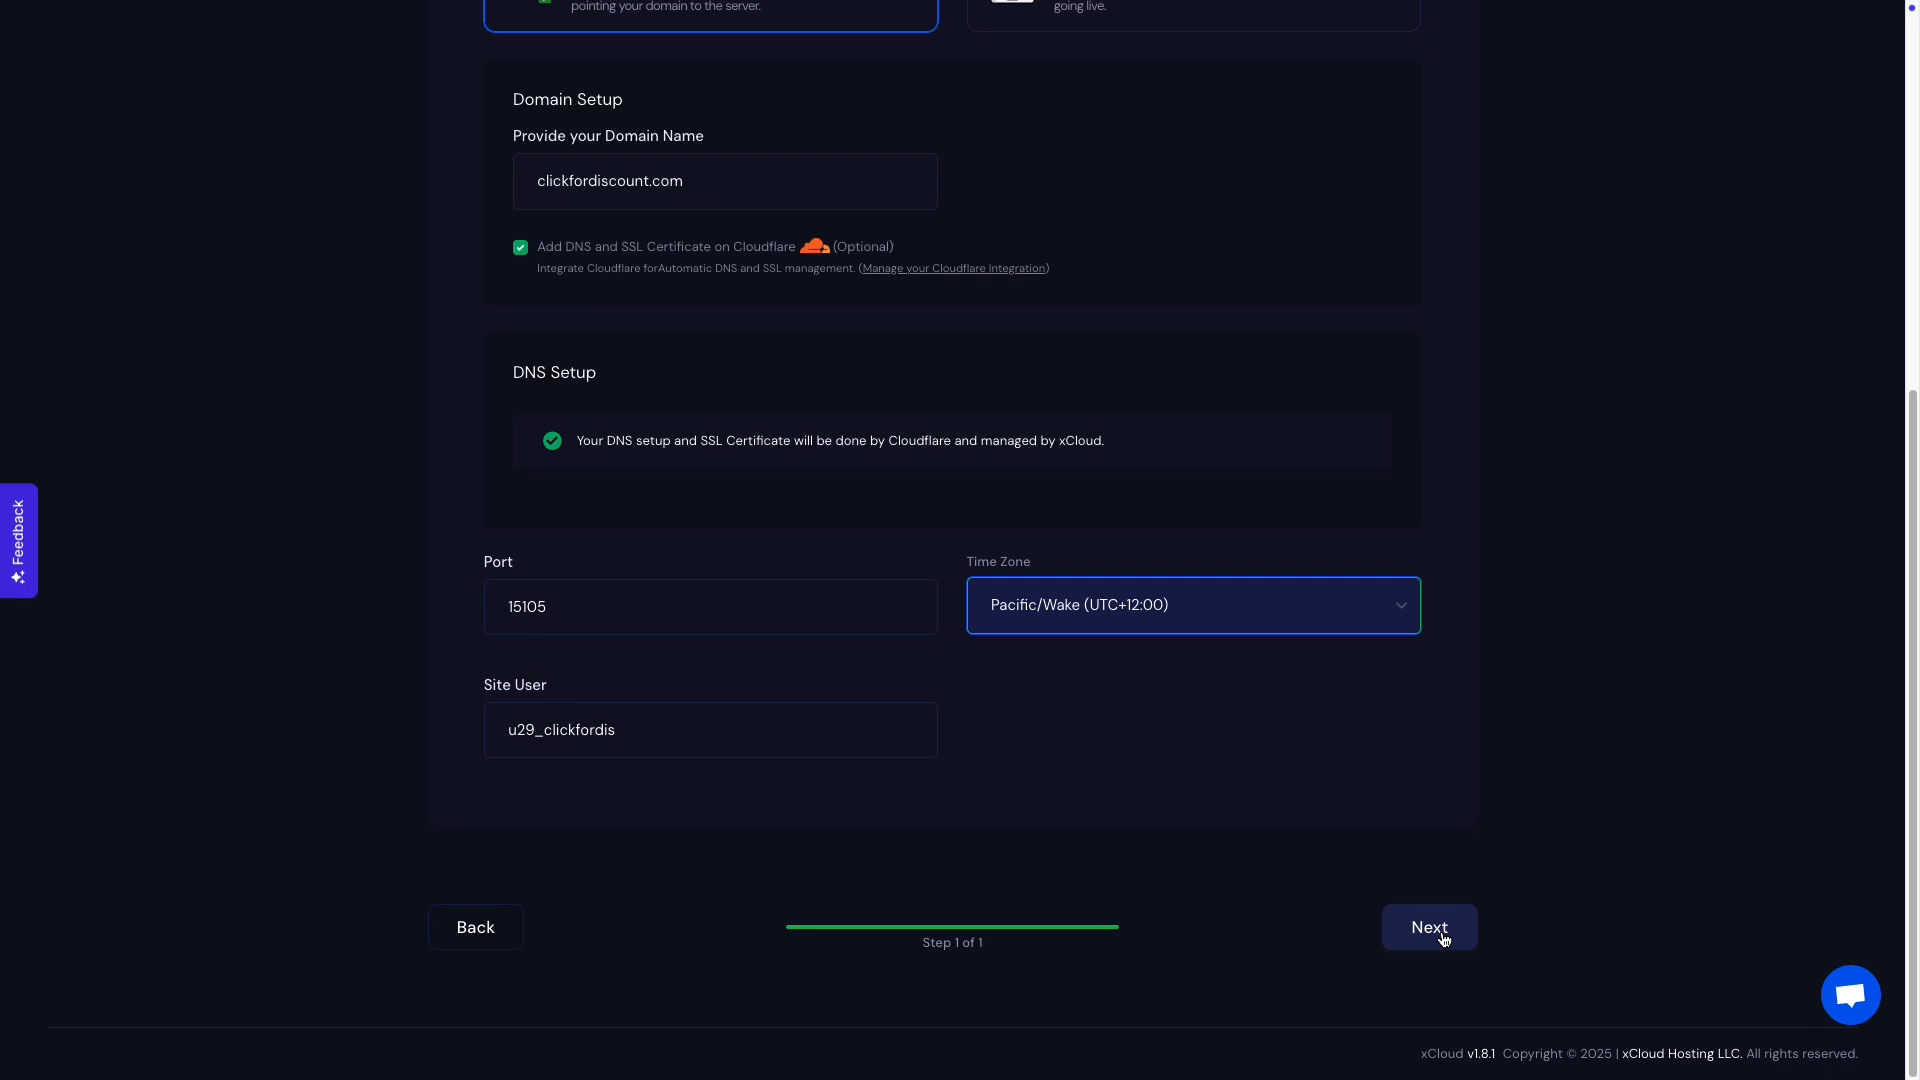 pointing your domain to the server.
going live.
Domain Setup
Provide your Domain Name
clickfordiscount.com
Add DNS and SSL Certificate on Cloudflare (Optional)
Integrate Cloudflare forAutomatic DNS and SSL management. (Manage your Cloudflare Integration)
DNS Setup
Your DNS setup and SSL Certificate will be done by Cloudflare and managed by xCloud.
Feedback
Port
Time Zone
15105
Pacific/Wake (UTC+12:00)
Site User
u29_clickfordis
Back
Step 1 of 1
Next
xCloud v1.8.1 Copyright © 2025 | xCloud Hosting LLC. All rights reserved.